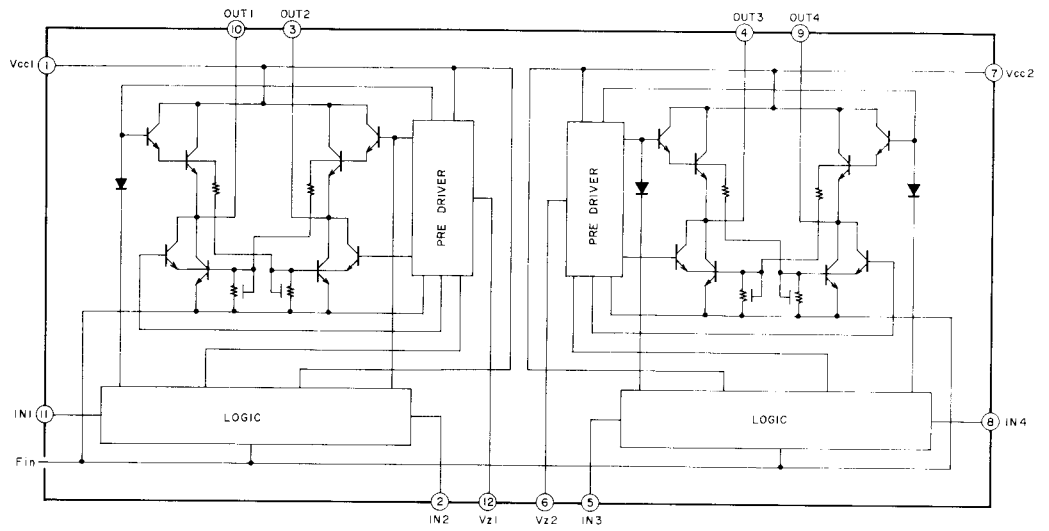 OUT1 OUT2 OUT3 OUT4
10 3 4 9
Vcc1 1 7 Vcc2
PRE DRIVER
PRE DRIVER
IN1 11 LOGIC LOGIC 8 IN4
Fin
2 12 6 5
IN2 Vz1 Vz2 IN3